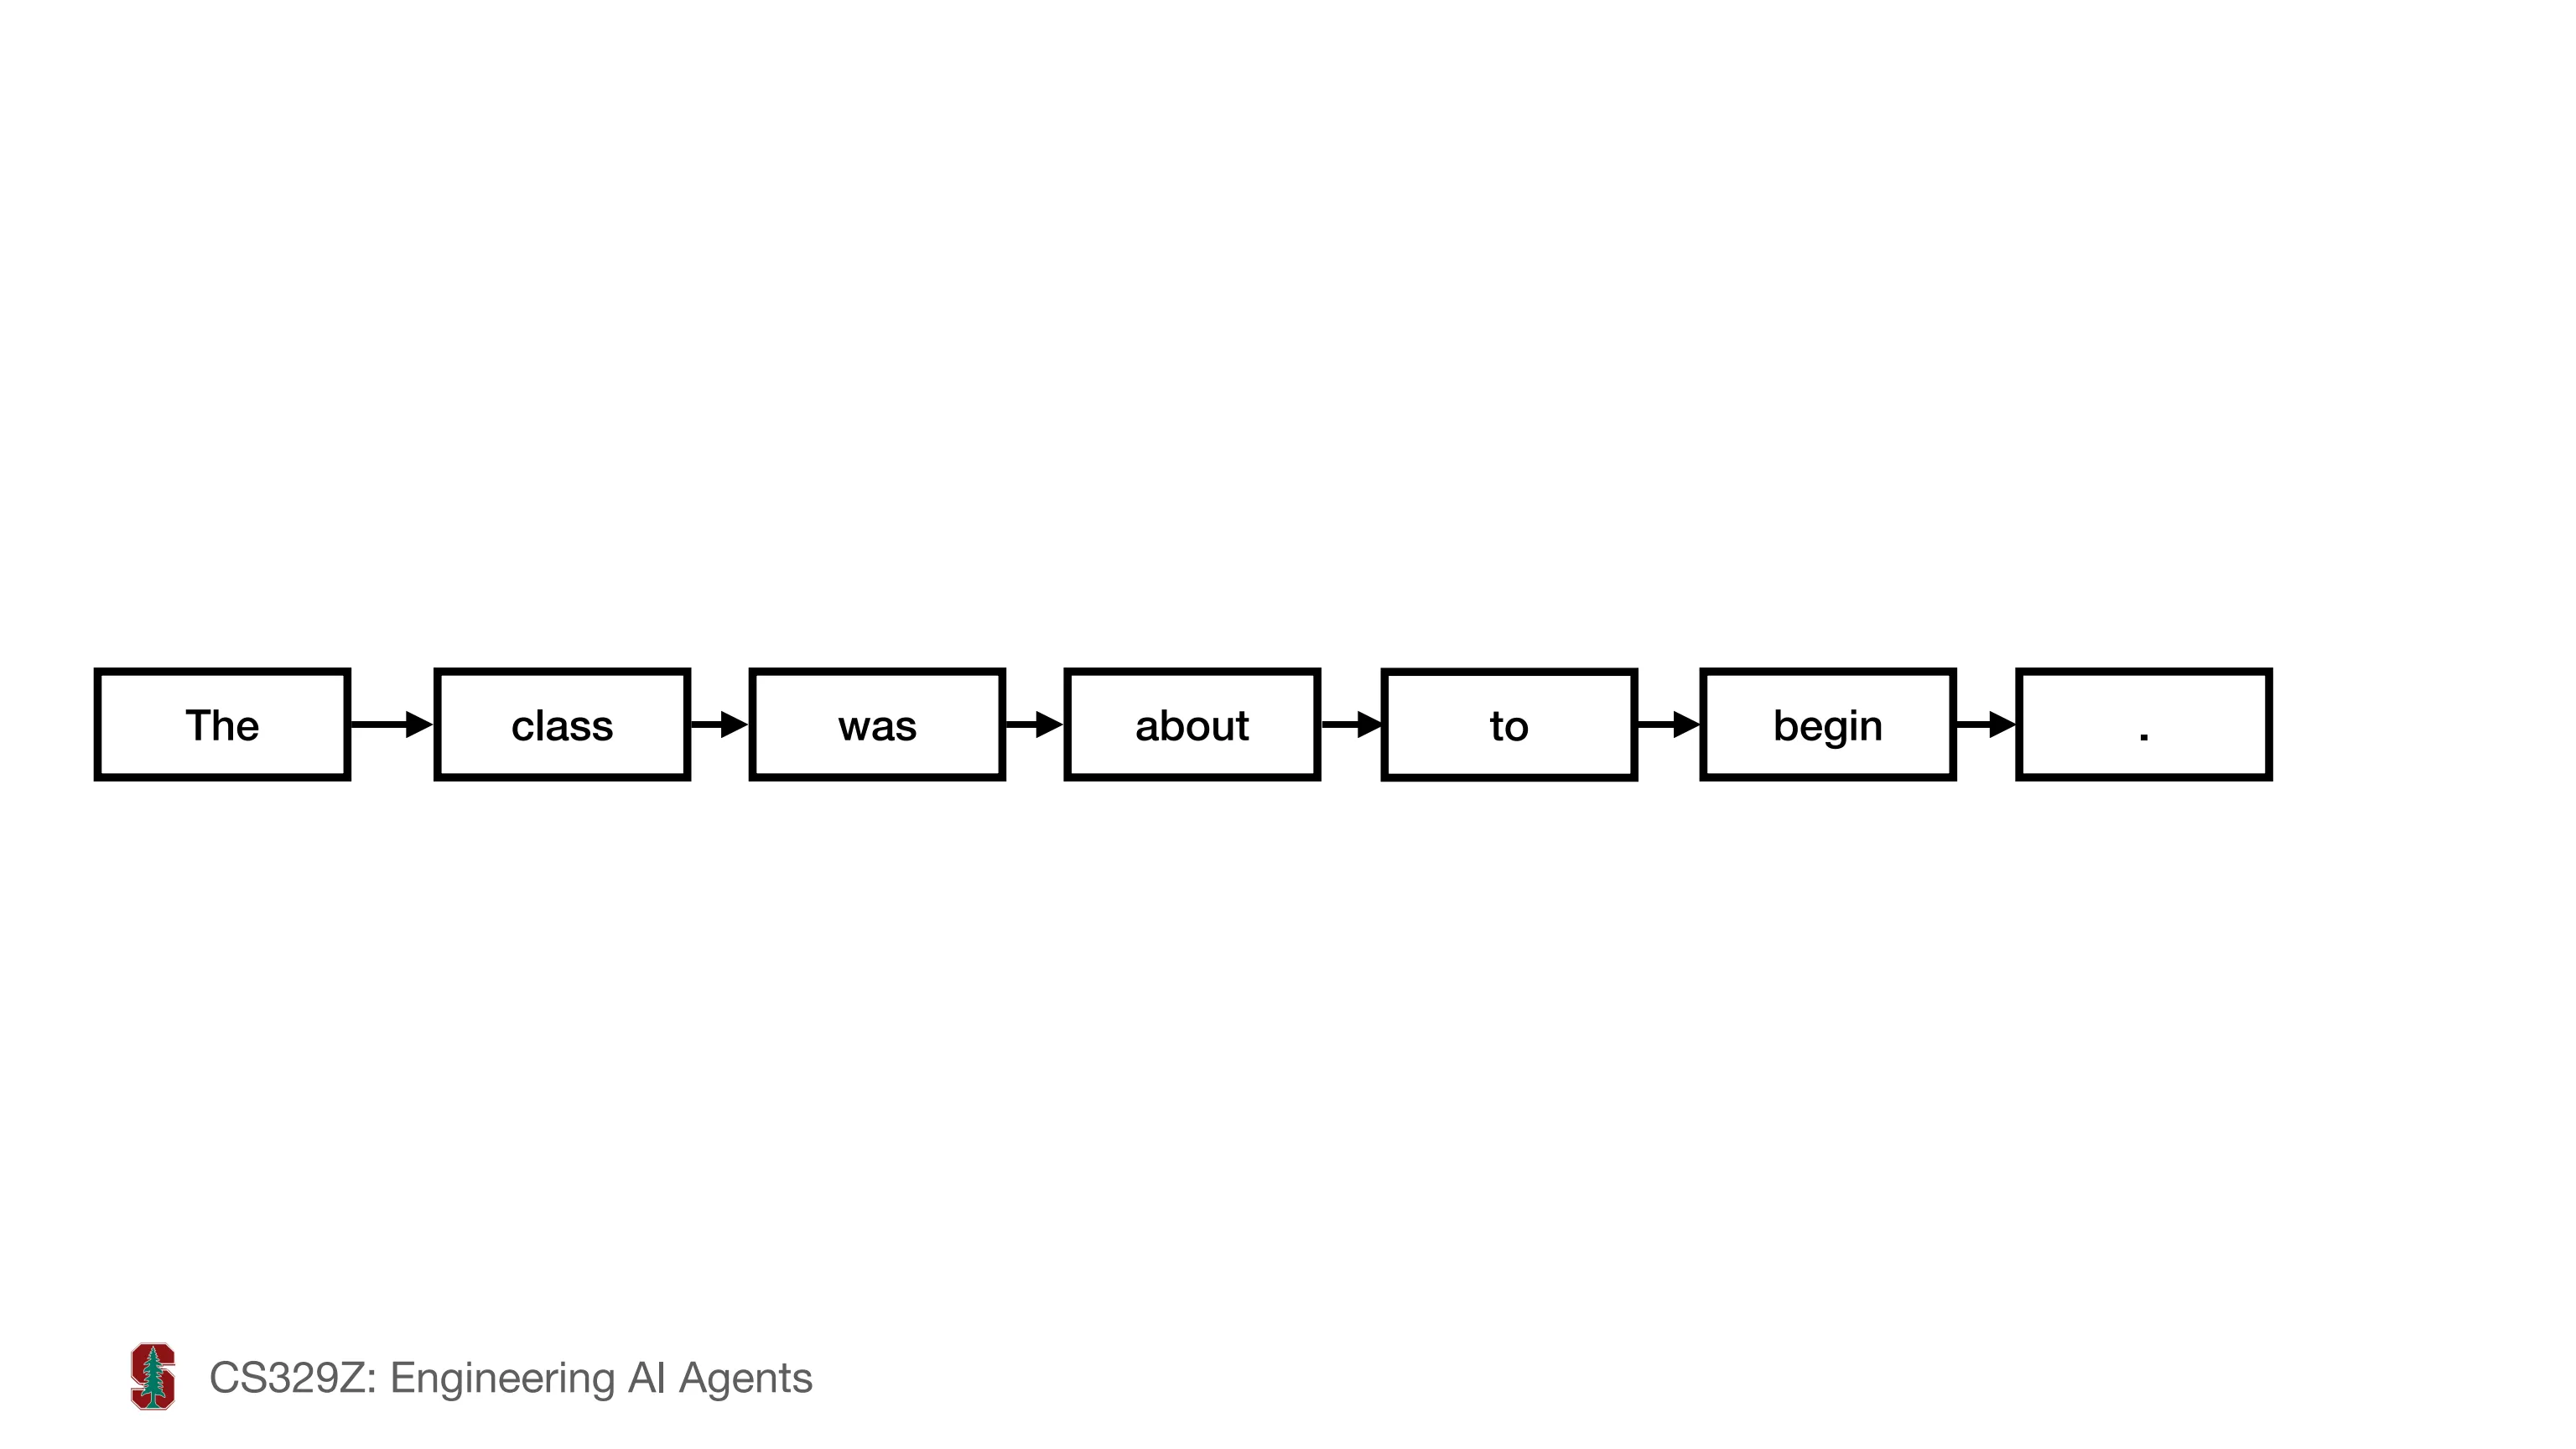 The class was about to begin .
CS329Z: Engineering AI Agents